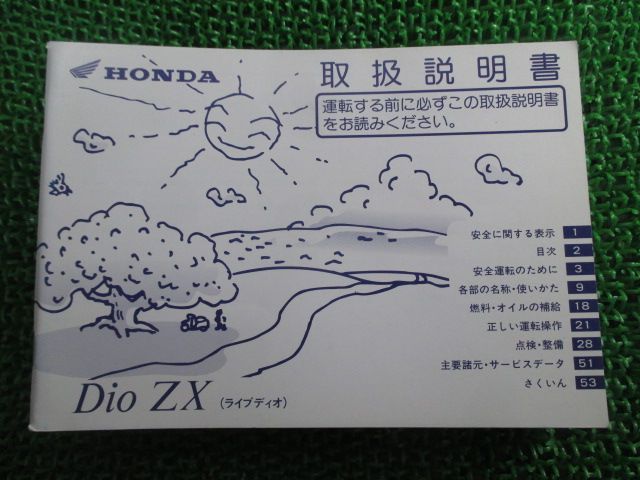 HONDA
取扱説明書
運転する前に必ずこの取扱説明書
をお読みください。
安全に関する表示 1
目次 2
安全運転のために 3
各部の名称・使いかた 9
燃料・オイルの補給 18
正しい運転操作 21
点検・整備 28
主要諸元・サービスデータ 51
さくいん 53
Dio ZX (ライブディオ)